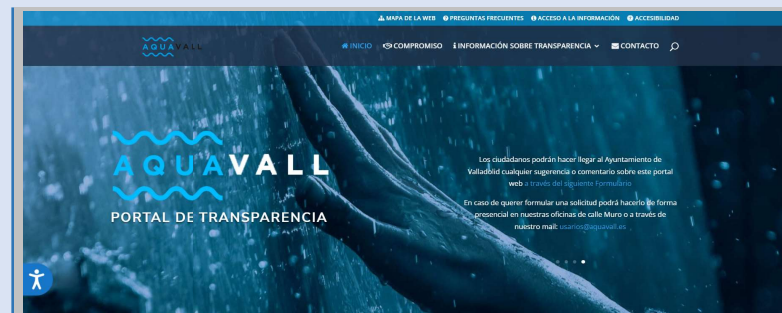 MAPA DE LA WEB PREGUNTAS FRECUENTES ACCESO A LA INFORMACIÓN ACCESIBILIDAD
AQUAVALL INICIO COMPROMISO INFORMACIÓN SOBRE TRANSPARENCIA CONTACTO
AQUAVALL
PORTAL DE TRANSPARENCIA
Los ciudadanos podrán hacer llegar al Ayuntamiento de
Valladolid cualquier sugerencia o comentario sobre este portal
web a través del siguiente Formulario
En caso de querer formular una solicitud podrá hacerlo de forma
presencial en nuestras oficinas de calle Muro o a través de
nuestro mail: usarios@aquavall.es